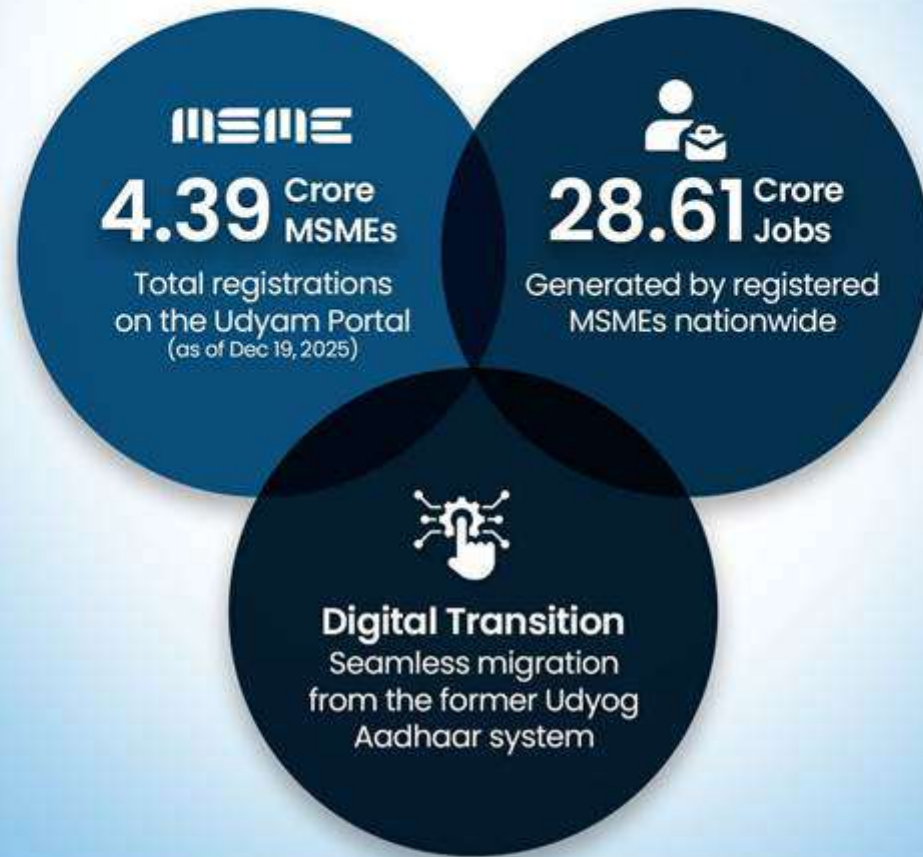 MSME
4.39 Crore
MSMEs
Total registrations
on the Udyam Portal
(as of Dec 19, 2025)
28.61 Crore
Jobs
Generated by registered
MSMEs nationwide
Digital Transition
Seamless migration
from the former Udyog
Aadhaar system